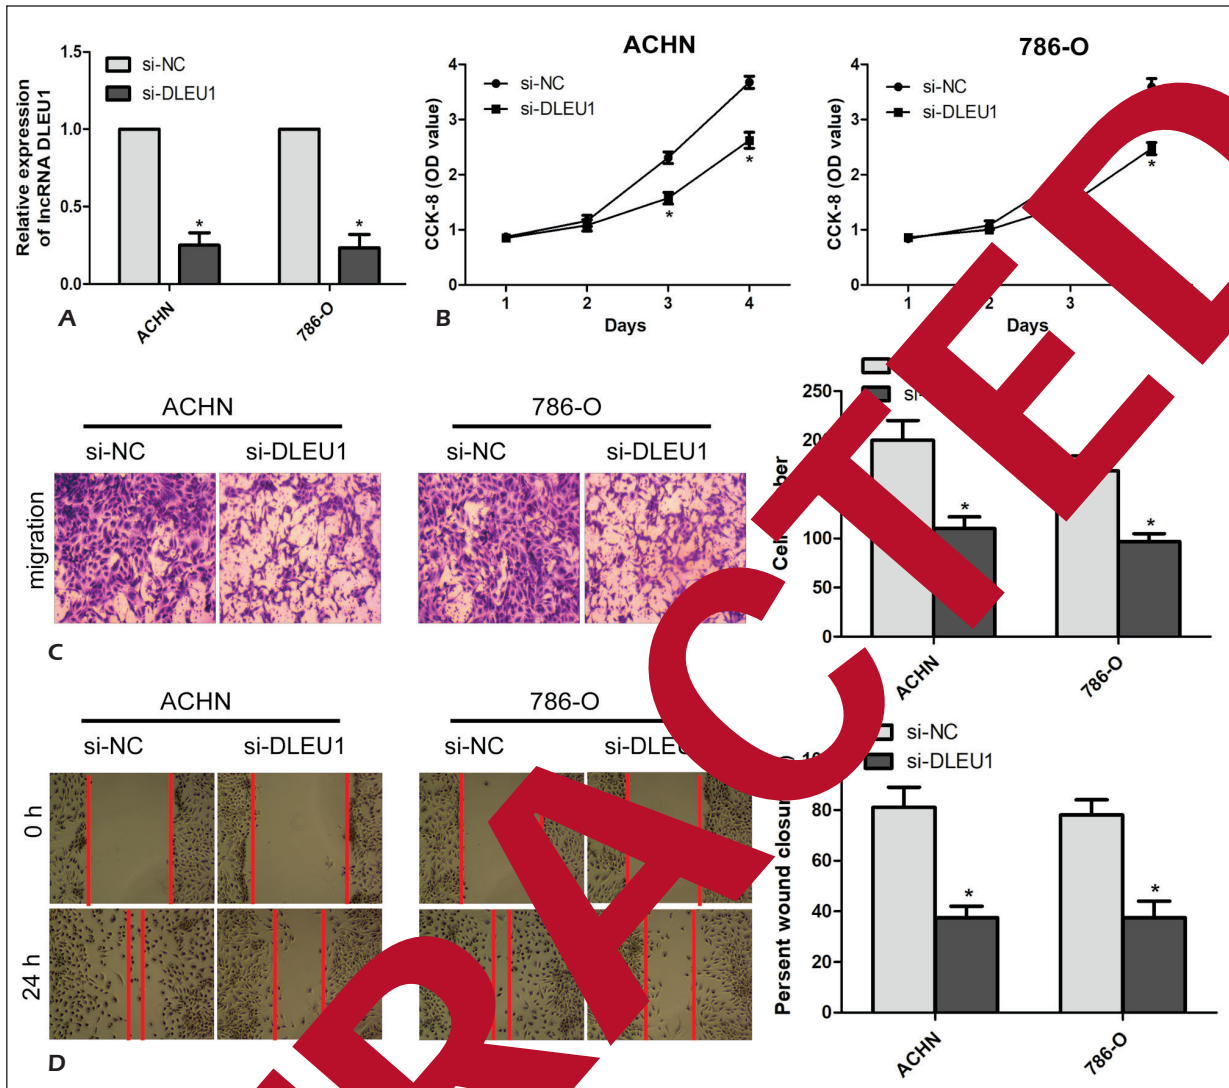 si-NC
si-DLEU1
Relative expression
of lncRNA DLEU1
1.5
1.0
0.5
0.0
*
*
ACHN
786-O
A
ACHN
si-NC
si-DLEU1
CCK-8 (OD value)
4
3
2
1
0
*
*
1
2
3
4
Days
B
786-O
si-NC
si-DLEU1
CCK-8 (OD value)
4
3
2
1
0
*
1
2
3
Days
ACHN
786-O
si-NC
si-DLEU1
si-NC
si-DLEU1
migration
C
250
100
50
0
*
*
ACHN
786-O
ACHN
786-O
si-NC
si-DLEU1
si-NC
0 h
24 h
D
si-NC
si-DLEU1
Persent wound closure
80
60
40
20
0
*
*
ACHN
786-O
RACTED